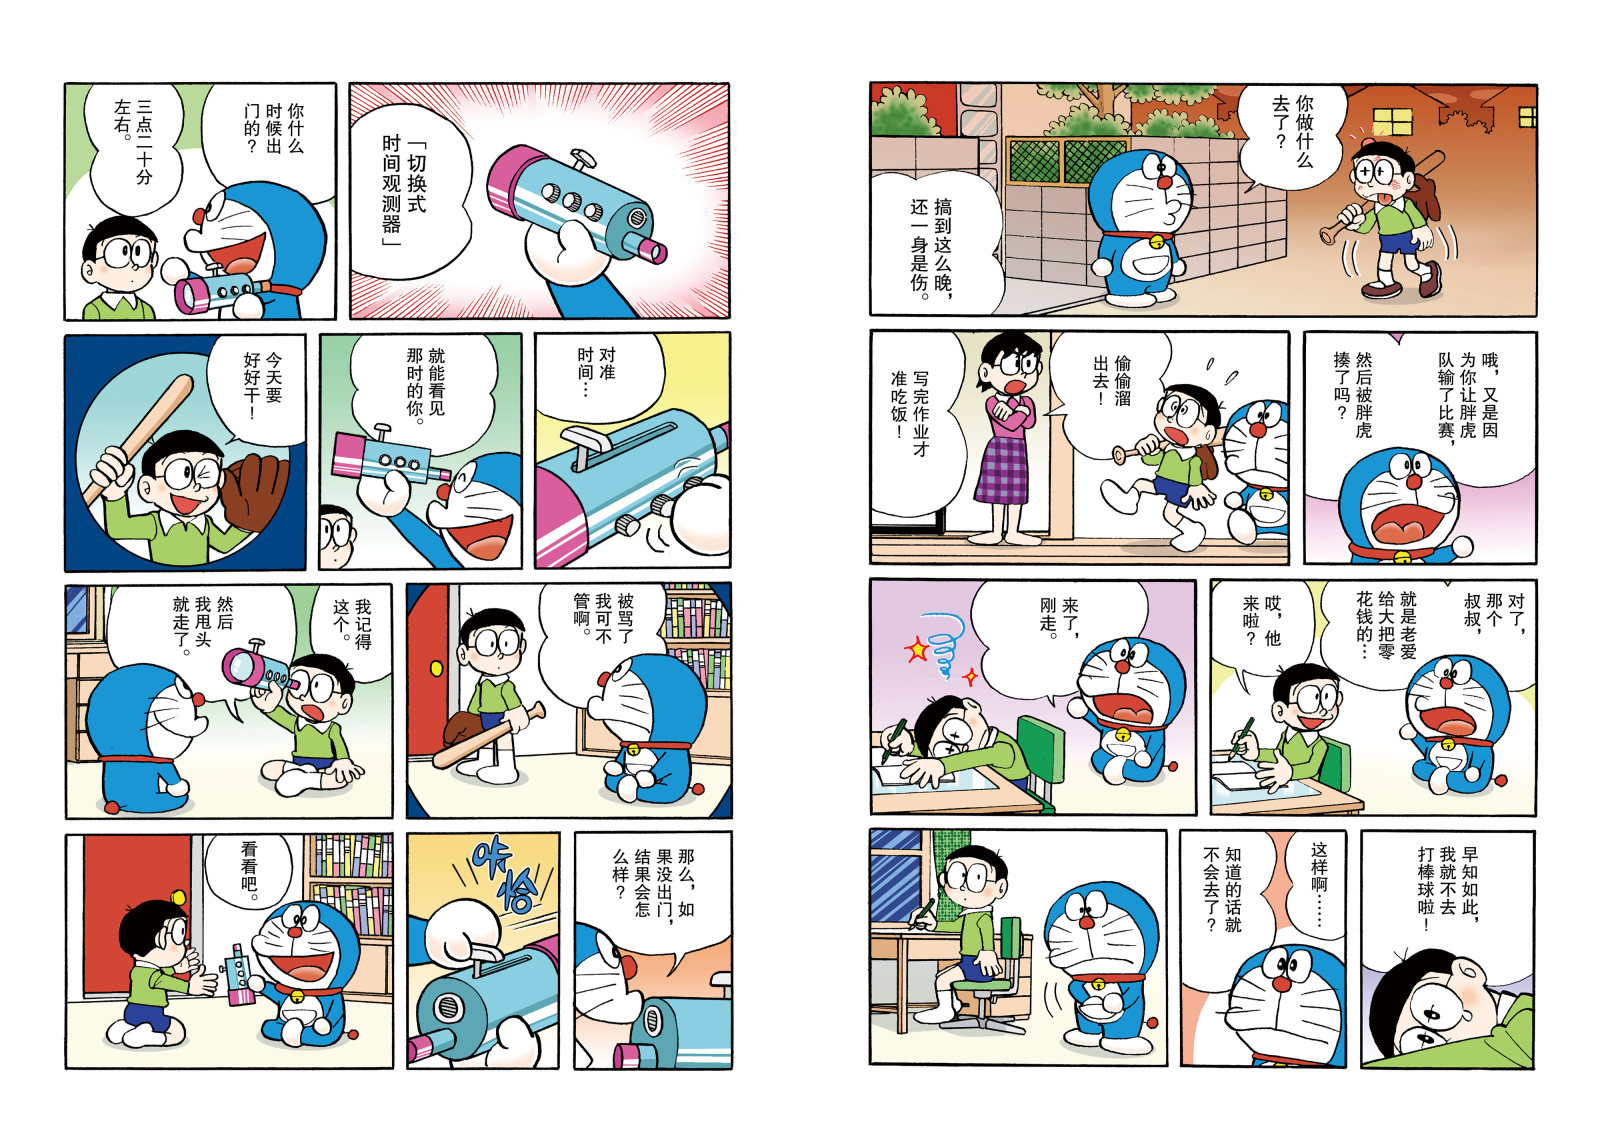 你做什么
去了？
搞到这么晚，
还一身是伤。
哦，又是因
为你让胖虎
队输了比赛，
然后被胖虎
揍了吗？
偷偷溜
出去！
写完作业才
准吃饭！
对了，
那个
叔叔，
就是老爱
给大把零
花钱的…
哎，他
来啦？
来了，
刚走。
早知如此，
我就不去
打棒球啦！
这样啊……
知道的话就
不会去了？
「切换式
时间观测器」
你什么
时候出
门的？
三点二十分
左右。
对准
时间…
就能看见
那时的你。
今天要
好好干！
被骂了
我可不
管啊。
我记得
这个。
然后
我甩头
就走了。
那么，如
果没出门，
结果会怎
么样？
咔
恰
看看吧。